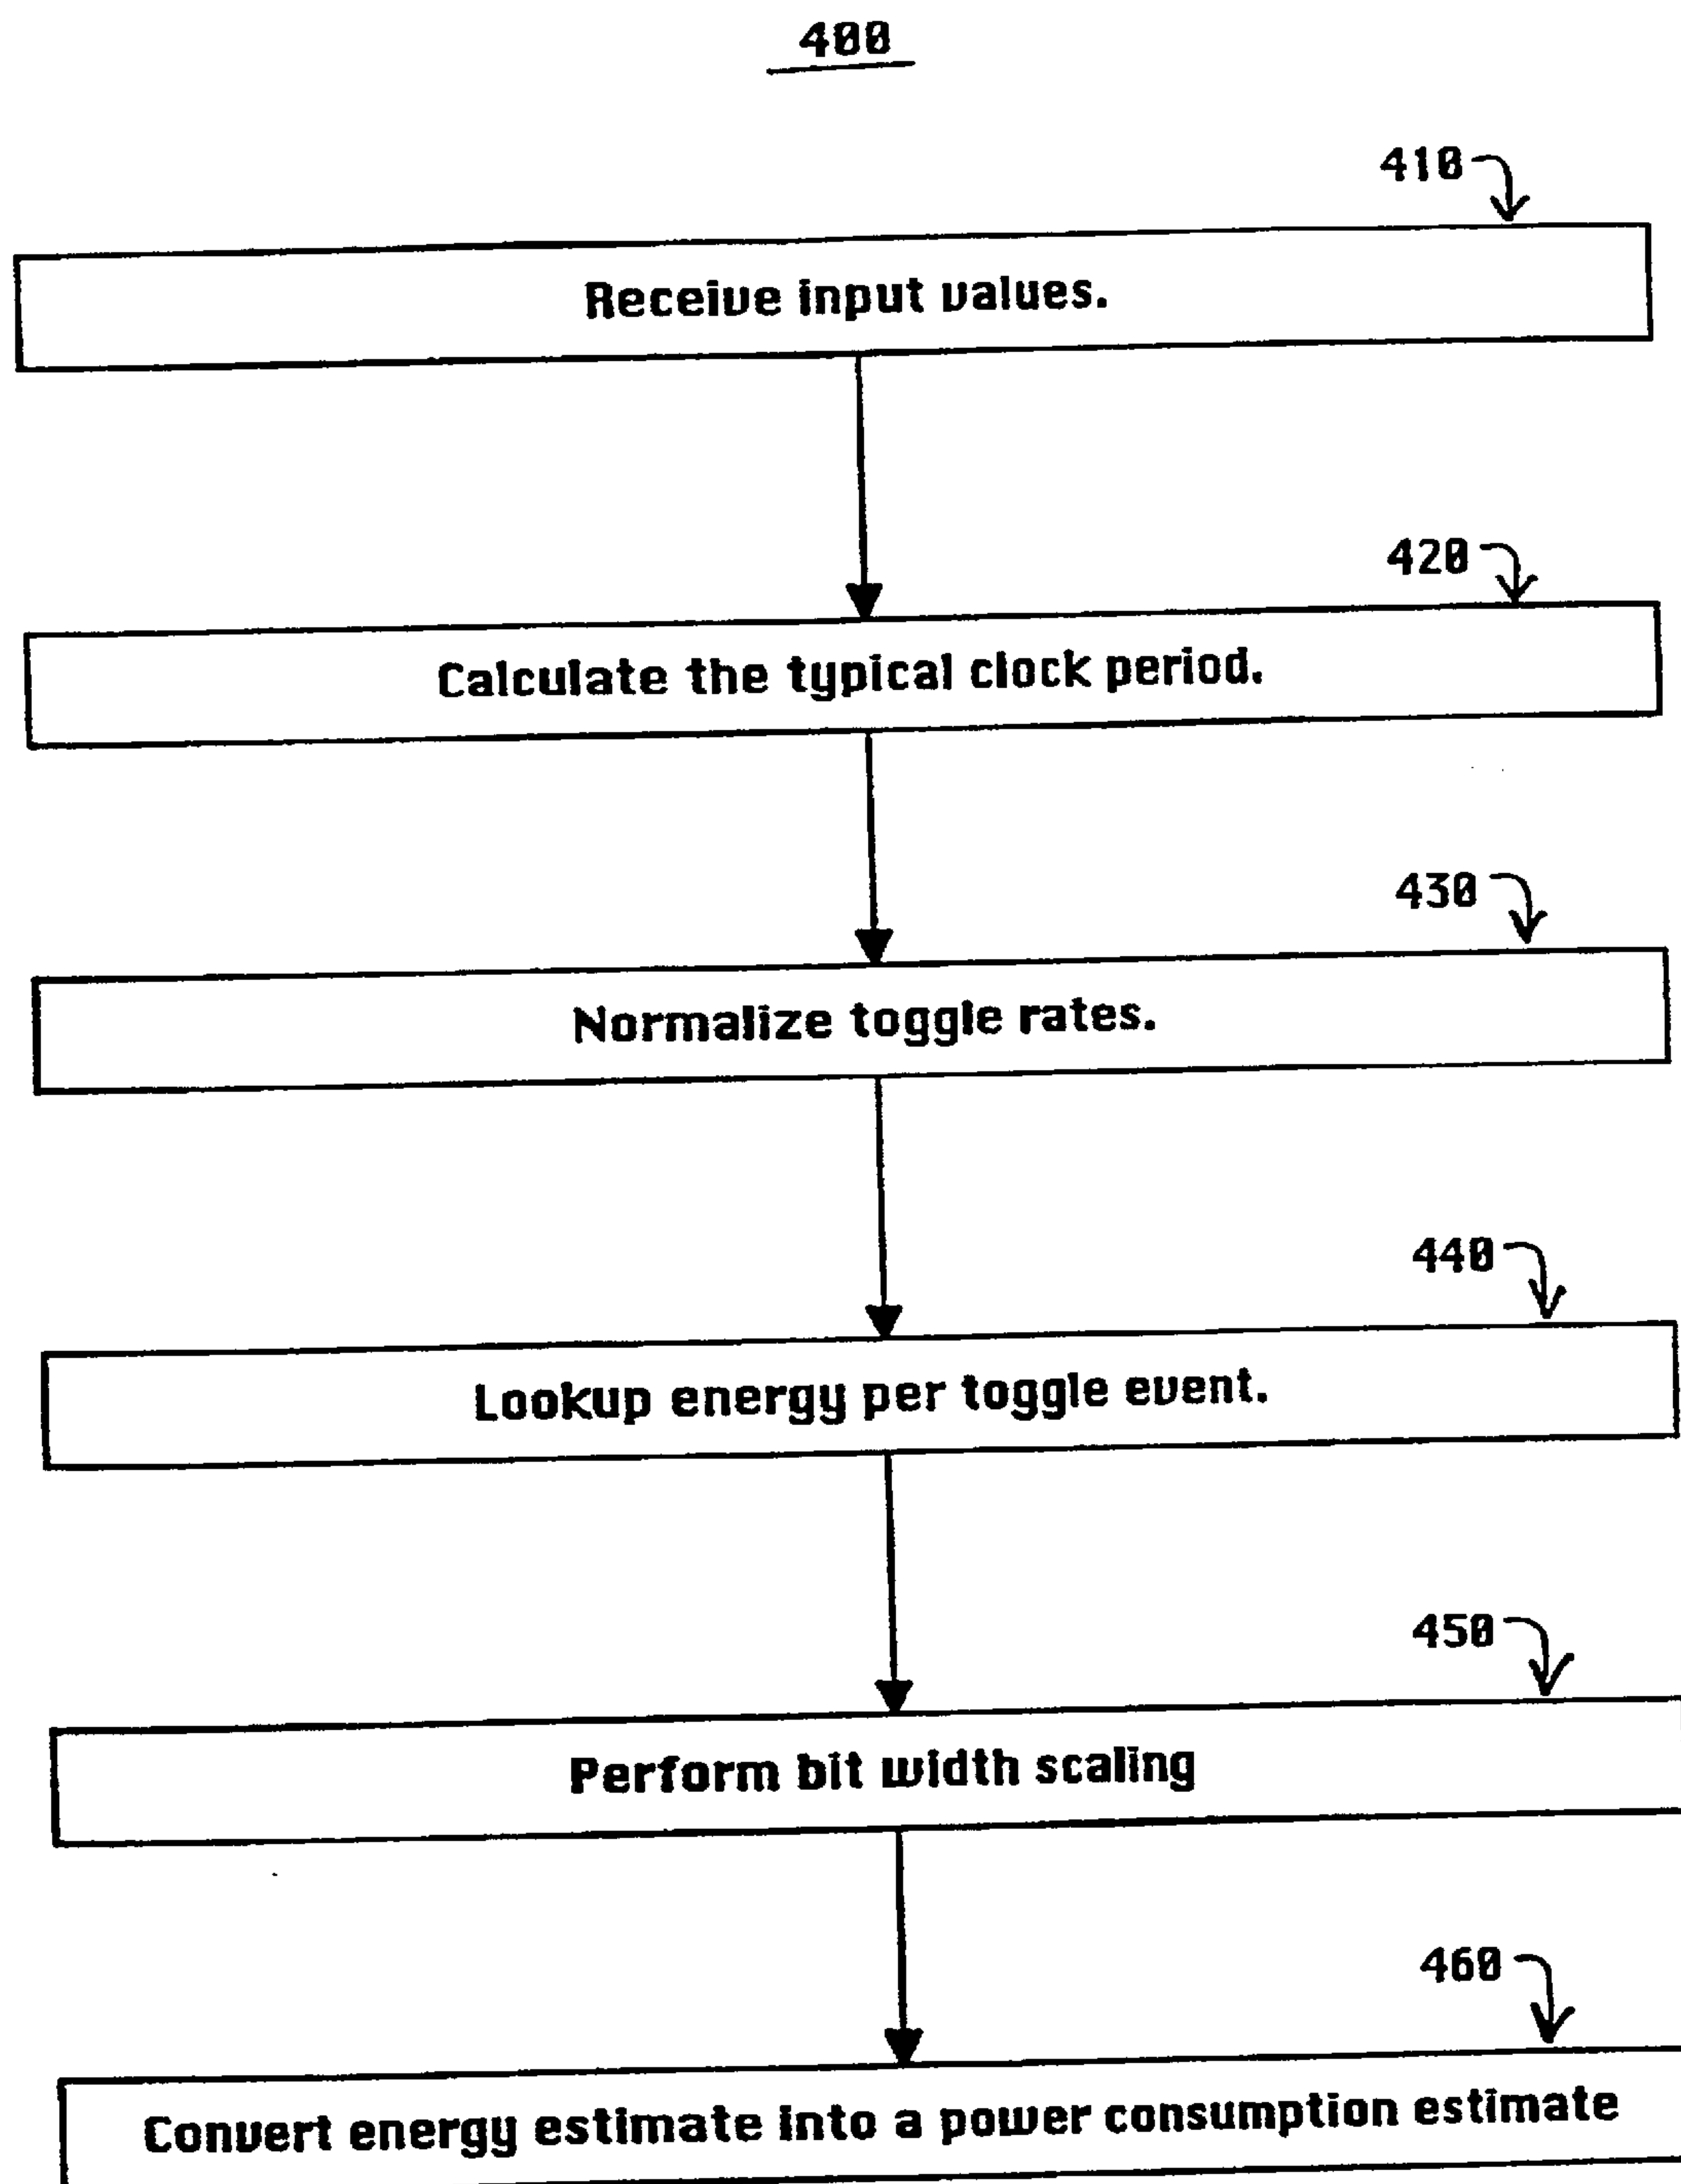 400
410
Receive input values.
420
Calculate the typical clock period.
430
Normalize toggle rates.
440
Lookup energy per toggle event.
450
Perform bit width scaling
460
Convert energy estimate into a power consumption estimate